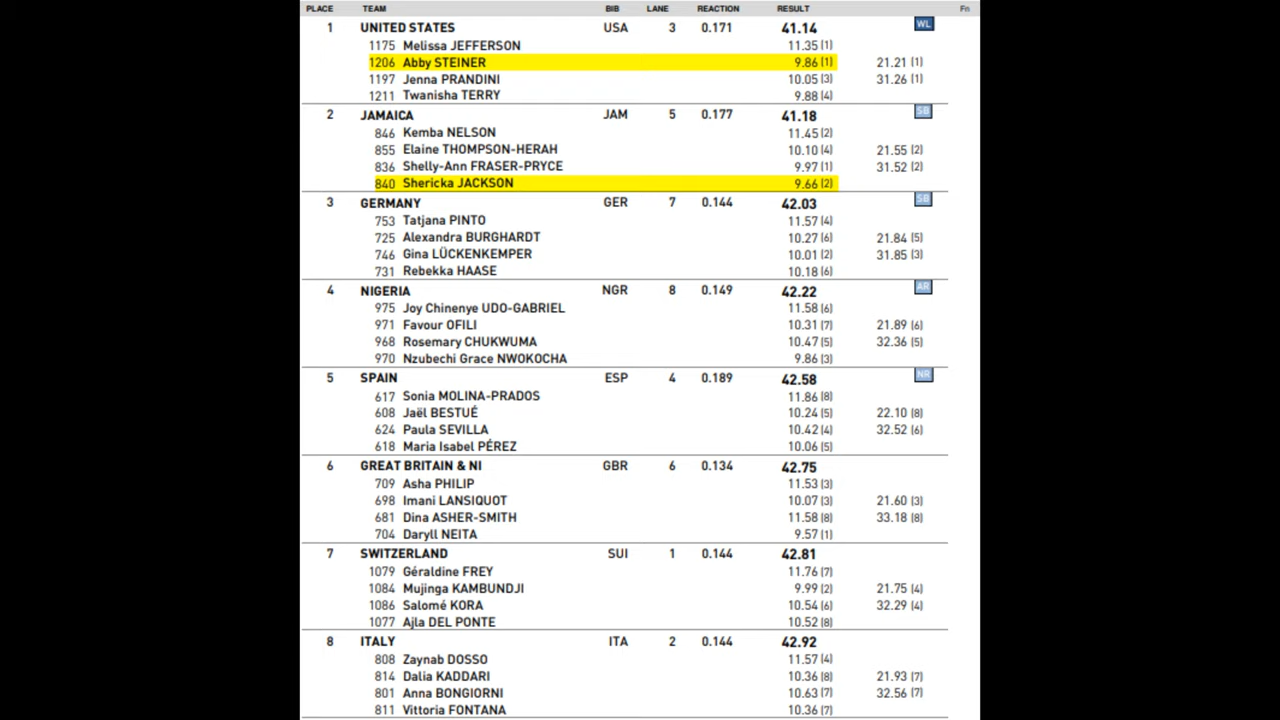 PLACE TEAM BIB LANE REACTION RESULT Fn
1 UNITED STATES USA 3 0.171 41.14 WL
1175 Melissa JEFFERSON 11.35 (1)
1206 Abby STEINER 9.86 (1) 21.21 (1)
1197 Jenna PRANDINI 10.05 (3) 31.26 (1)
1211 Twanisha TERRY 9.88 (4)
2 JAMAICA JAM 5 0.177 41.18 SB
846 Kemba NELSON 11.45 (2)
855 Elaine THOMPSON-HERAH 10.10 (4) 21.55 (2)
836 Shelly-Ann FRASER-PRYCE 9.97 (1) 31.52 (2)
840 Shericka JACKSON 9.66 (2)
3 GERMANY GER 7 0.144 42.03 SB
753 Tatjana PINTO 11.57 (4)
725 Alexandra BURGHARDT 10.27 (6) 21.84 (5)
746 Gina LÜCKENKEMPER 10.01 (2) 31.85 (3)
731 Rebekka HAASE 10.18 (6)
4 NIGERIA NGR 8 0.149 42.22 AR
975 Joy Chinenye UDO-GABRIEL 11.58 (6)
971 Favour OFILI 10.31 (7) 21.89 (6)
968 Rosemary CHUKWUMA 10.47 (5) 32.36 (5)
970 Nzubechi Grace NWOKOCHA 9.86 (3)
5 SPAIN ESP 4 0.189 42.58 NR
617 Sonia MOLINA-PRADOS 11.86 (8)
608 Jaël BESTUÉ 10.24 (5) 22.10 (8)
624 Paula SEVILLA 10.42 (4) 32.52 (6)
618 Maria Isabel PÉREZ 10.06 (5)
6 GREAT BRITAIN & NI GBR 6 0.134 42.75
709 Asha PHILIP 11.53 (3)
698 Imani LANSIQUOT 10.07 (3) 21.60 (3)
681 Dina ASHER-SMITH 11.58 (8) 33.18 (8)
704 Daryll NEITA 9.57 (1)
7 SWITZERLAND SUI 1 0.144 42.81
1079 Géraldine FREY 11.76 (7)
1084 Mujinga KAMBUNDJI 9.99 (2) 21.75 (4)
1086 Salomé KORA 10.54 (6) 32.29 (4)
1077 Ajla DEL PONTE 10.52 (8)
8 ITALY ITA 2 0.144 42.92
808 Zaynab DOSSO 11.57 (4)
814 Dalia KADDARI 10.36 (8) 21.93 (7)
801 Anna BONGIORNI 10.63 (7) 32.56 (7)
811 Vittoria FONTANA 10.36 (7)